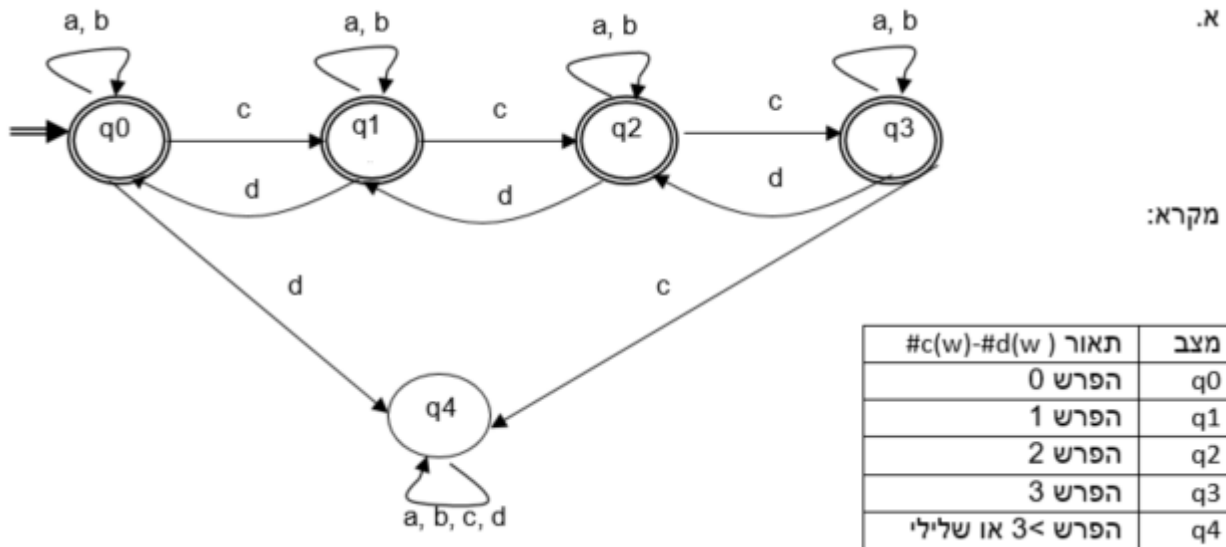 א.
a, b
a, b
a, b
a, b
q0
c
q1
c
q2
c
q3
d
d
d
מקרא:
d
c
q4
a, b, c, d
מצב	תאור #c(w)-#d(w )
q0	הפרש 0
q1	הפרש 1
q2	הפרש 2
q3	הפרש 3
q4	הפרש >3 או שלילי